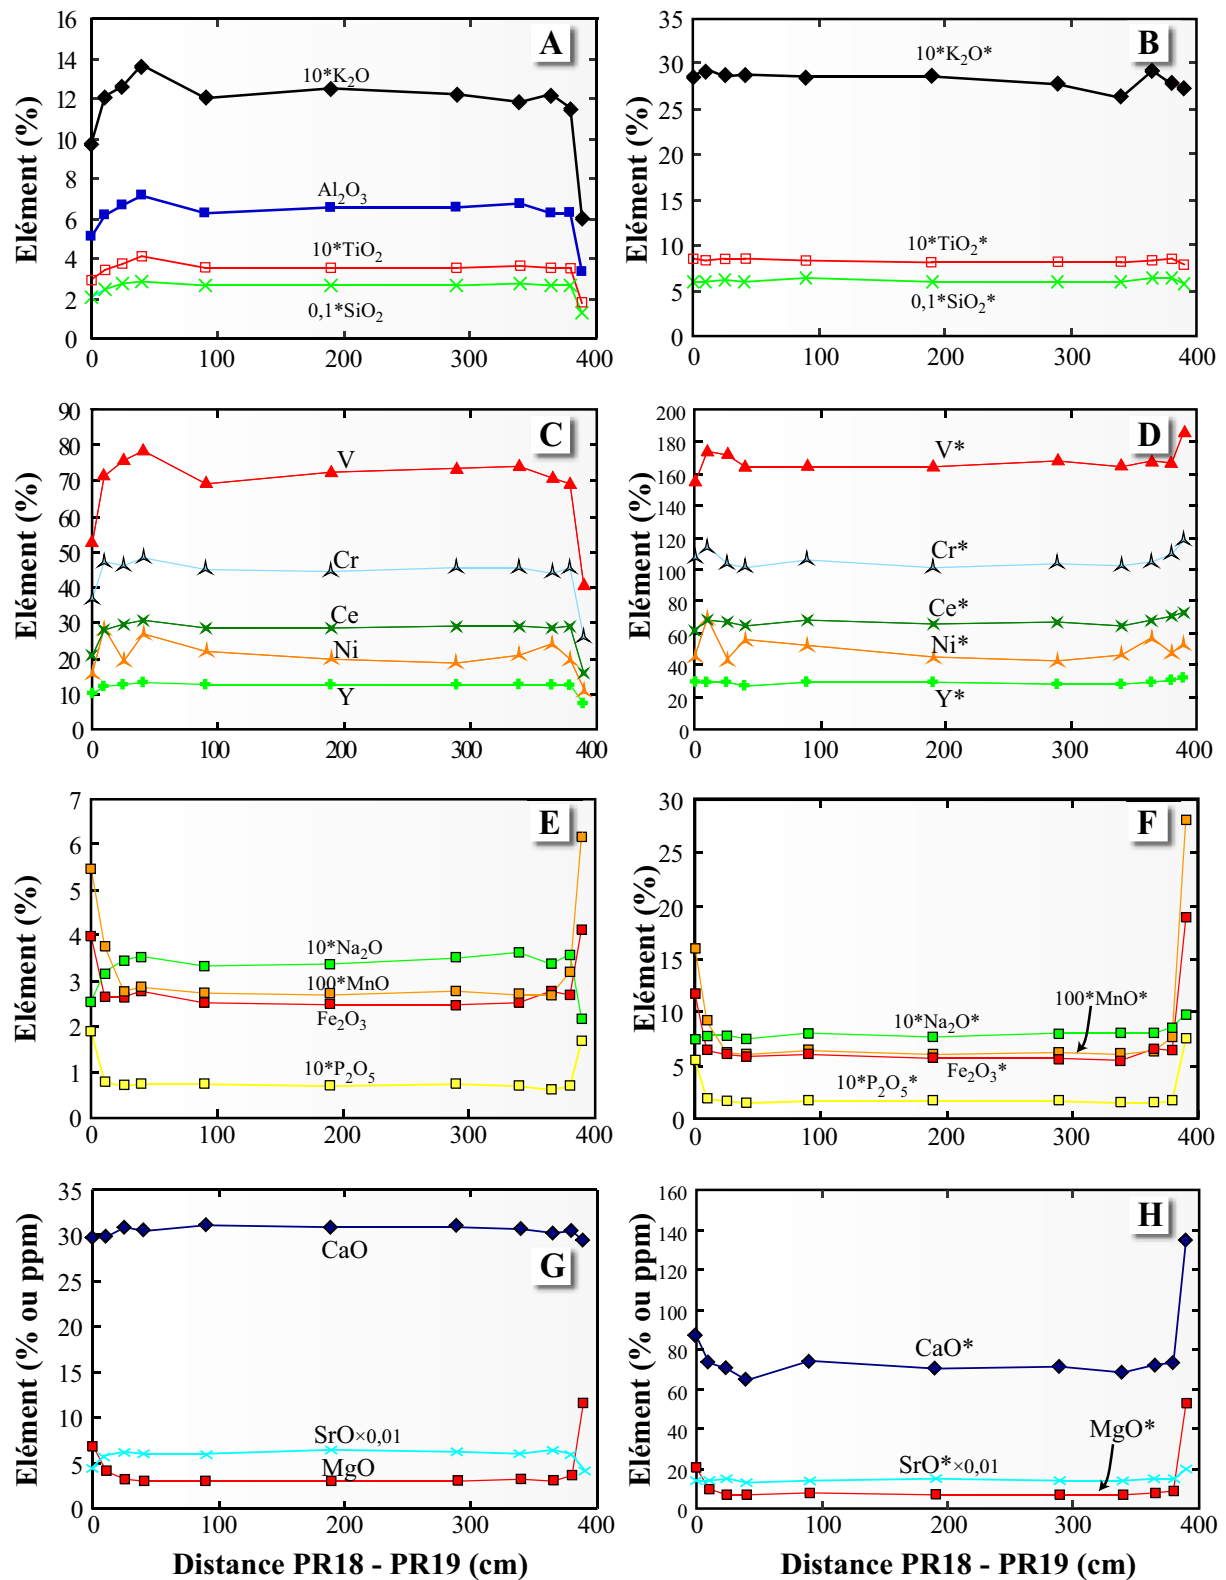 A
Elément (%)
16
14
12
10
8
6
4
2
0
10*K₂O
Al₂O₃
10*TiO₂
0,1*SiO₂
0 100 200 300 400
B
Elément (%)
35
30
25
20
15
10
5
0
10*K₂O*
10*TiO₂*
0,1*SiO₂*
0 100 200 300 400
C
Elément (%)
90
80
70
60
50
40
30
20
10
0
V
Cr
Ce
Ni
Y
0 100 200 300 400
D
Elément (%)
200
180
160
140
120
100
80
60
40
20
0
V*
Cr*
Ce*
Ni*
Y*
0 100 200 300 400
E
Elément (%)
7
6
5
4
3
2
1
0
10*Na₂O
100*MnO
Fe₂O₃
10*P₂O₅
0 100 200 300 400
F
Elément (%)
30
25
20
15
10
5
0
100*MnO*
10*Na₂O*
Fe₂O₃*
10*P₂O₅*
0 100 200 300 400
G
Elément (% ou ppm)
35
30
25
20
15
10
5
0
CaO
SrO×0,01
MgO
0 100 200 300 400
Distance PR18 - PR19 (cm)
H
Elément (% ou ppm)
160
140
120
100
80
60
40
20
0
CaO*
MgO*
SrO*×0,01
0 100 200 300 400
Distance PR18 - PR19 (cm)